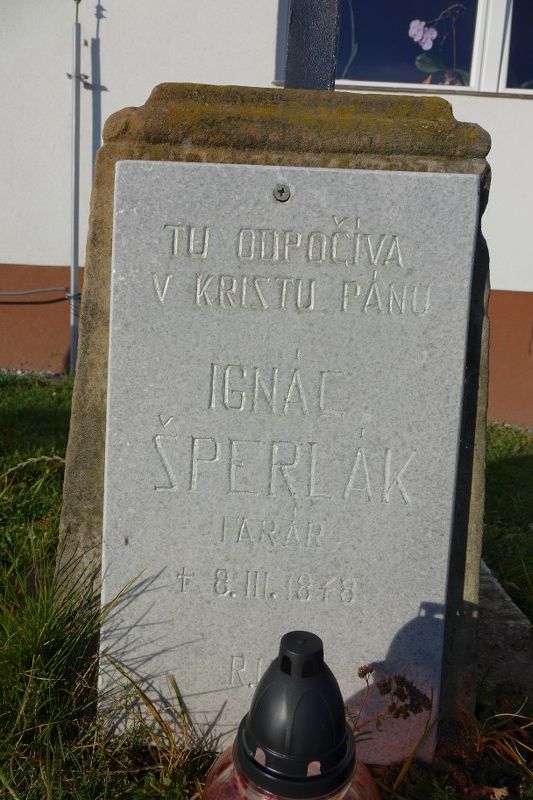 TU ODPOČÍVA
V KRISTU PÁNU
IGNÁC
ŠPERLÁK
FARÁR
† 8. III. 1848